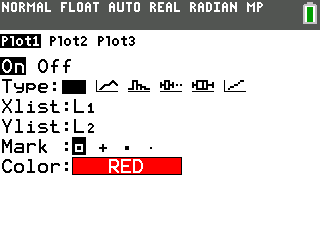 NORMAL FLOAT AUTO REAL RADIAN MP
Plot1 Plot2 Plot3
On Off
Type:
Xlist:L1
Ylist:L2
Mark :
Color: RED